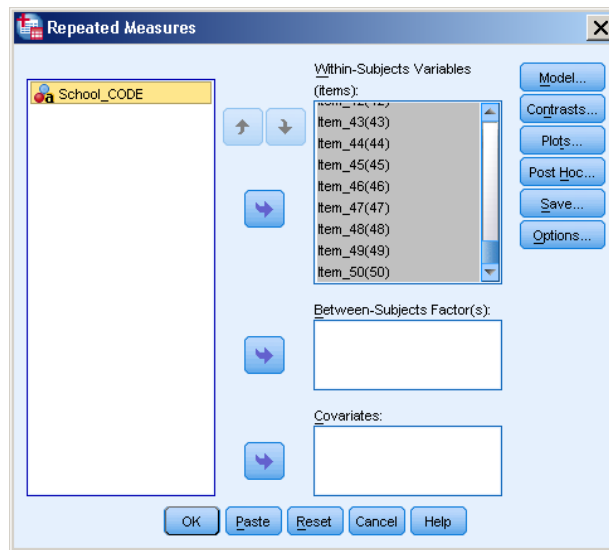 Repeated Measures
School_CODE
Within-Subjects Variables
(items):
Item_42(42)
Item_43(43)
Item_44(44)
Item_45(45)
Item_46(46)
Item_47(47)
Item_48(48)
Item_49(49)
Item_50(50)
Between-Subjects Factor(s):
Covariates:
Model...
Contrasts...
Plots...
Post Hoc...
Save...
Options...
OK
Paste
Reset
Cancel
Help